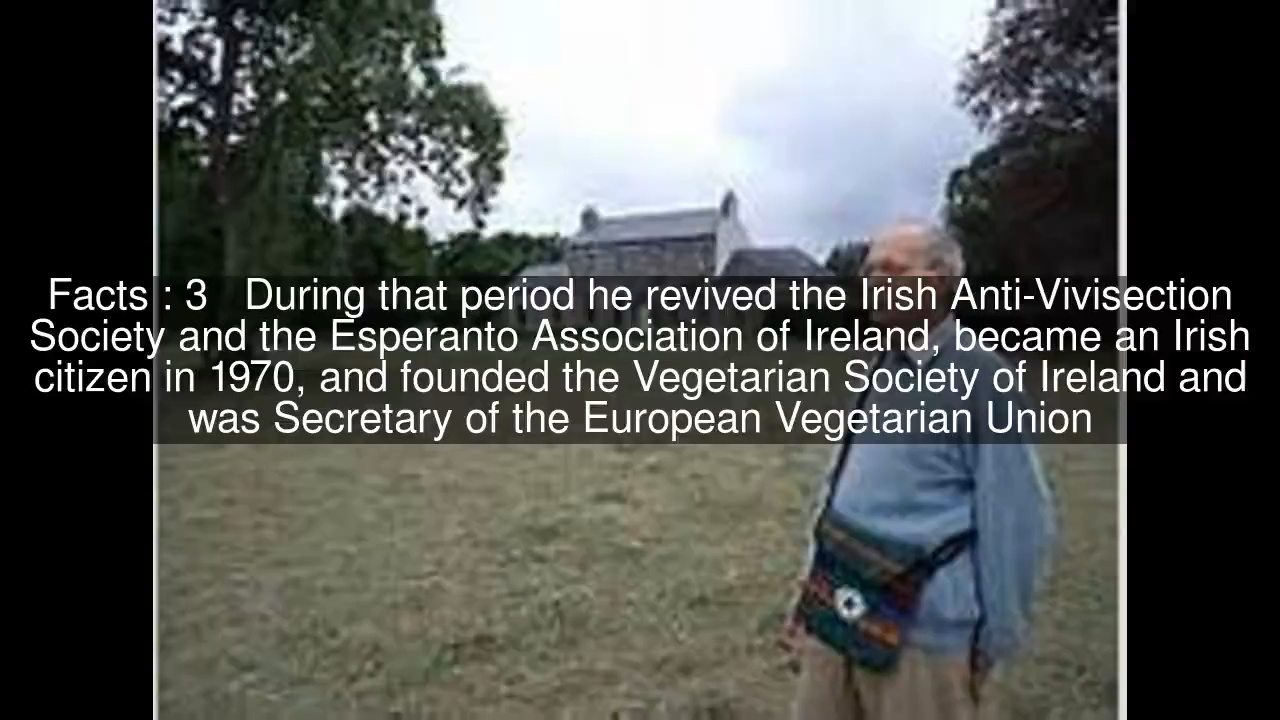 Facts : 3   During that period he revived the Irish Anti-Vivisection
Society and the Esperanto Association of Ireland, became an Irish
citizen in 1970, and founded the Vegetarian Society of Ireland and
was Secretary of the European Vegetarian Union